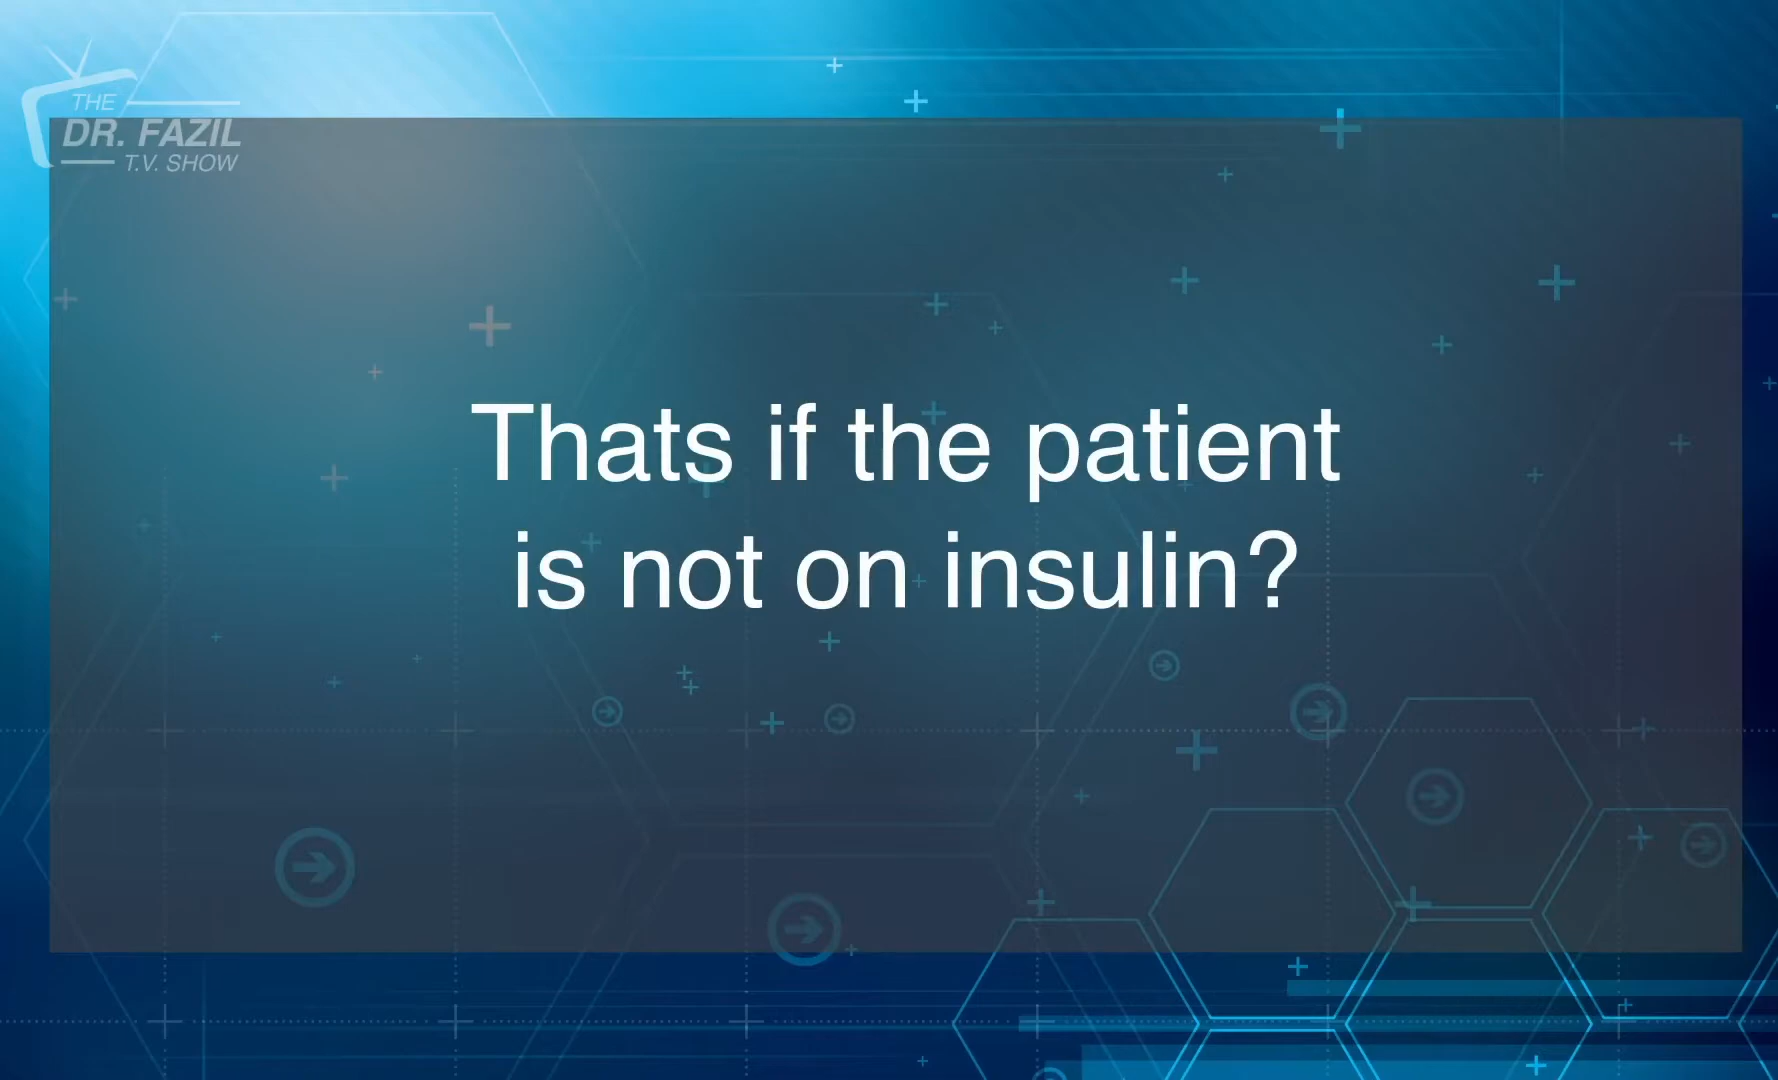 THE
DR. FAZIL
T.V. SHOW
Thats if the patient
is not on insulin?